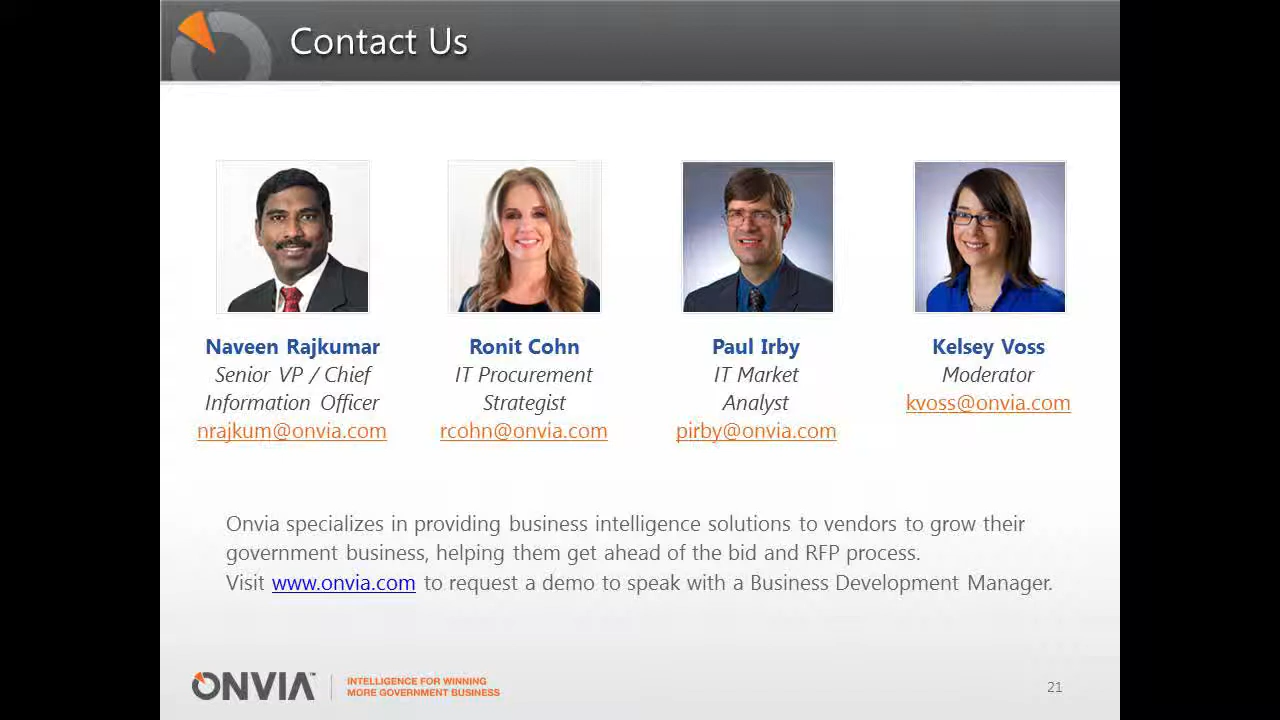 Contact Us
Naveen Rajkumar
Senior VP / Chief
Information Officer
nrajkum@onvia.com
Ronit Cohn
IT Procurement
Strategist
rcohn@onvia.com
Paul Irby
IT Market
Analyst
pirby@onvia.com
Kelsey Voss
Moderator
kvoss@onvia.com
Onvia specializes in providing business intelligence solutions to vendors to grow their
government business, helping them get ahead of the bid and RFP process.
Visit www.onvia.com to request a demo to speak with a Business Development Manager.
ONVIA™
INTELLIGENCE FOR WINNING
MORE GOVERNMENT BUSINESS
21